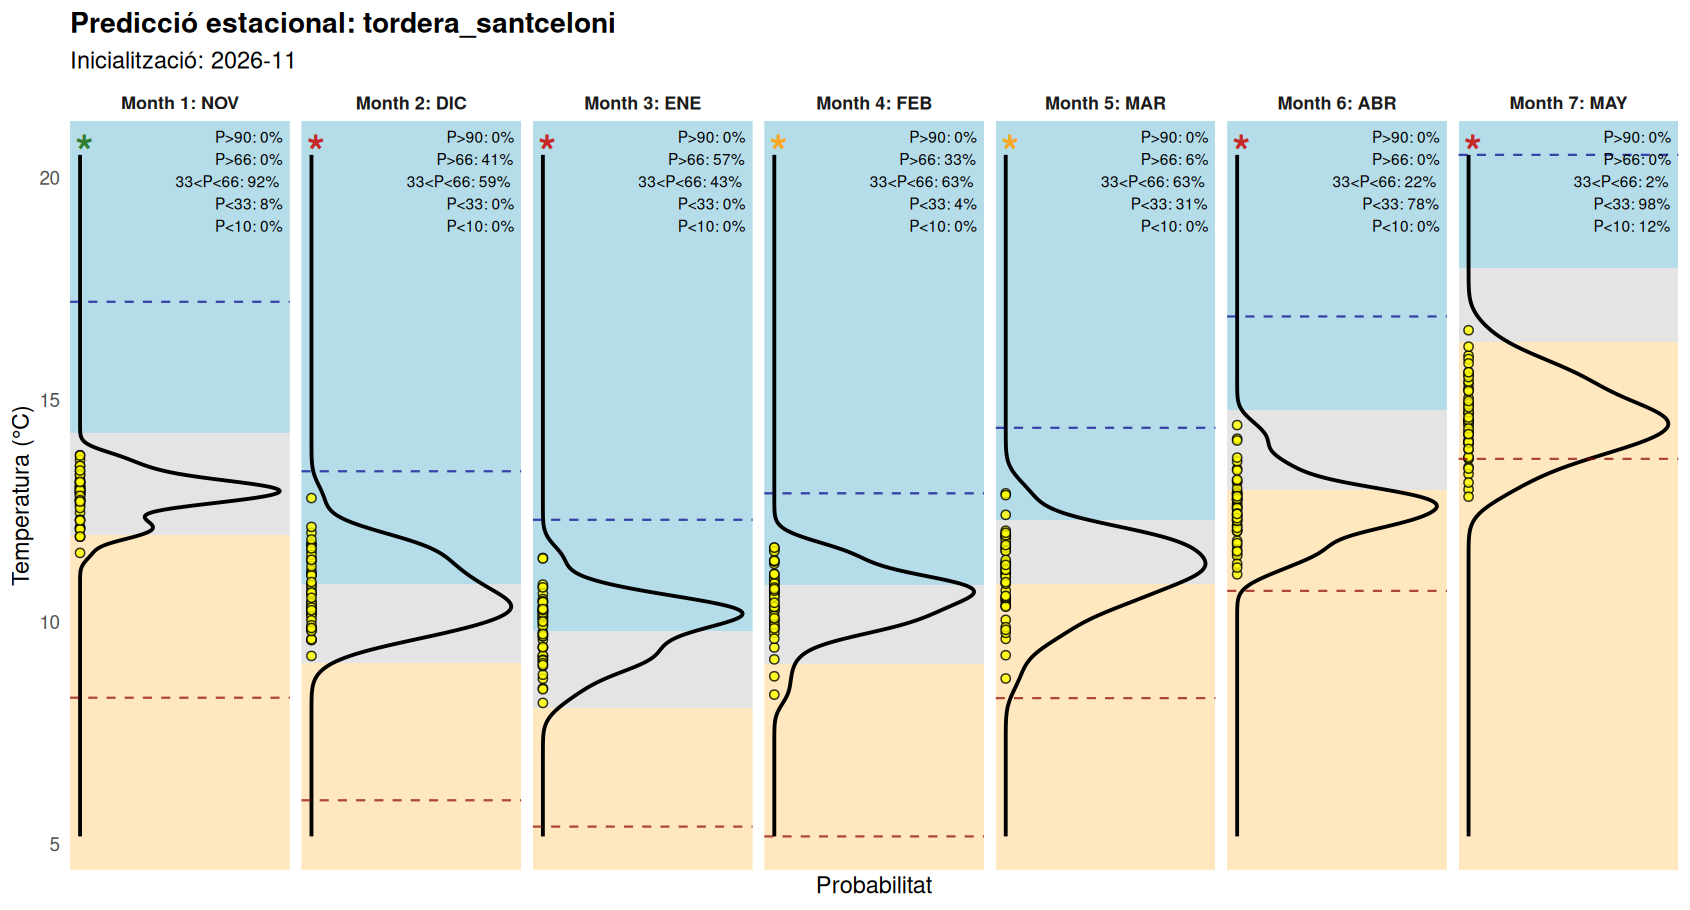 Predicció estacional: tordera_santceloni
Inicialització: 2026-11
Month 1: NOV
Month 2: DIC
Month 3: ENE
Month 4: FEB
Month 5: MAR
Month 6: ABR
Month 7: MAY
*
P>90: 0%
P>66: 0%
33<P<66: 92%
P<33: 8%
P<10: 0%
*
P>90: 0%
P>66: 41%
33<P<66: 59%
P<33: 0%
P<10: 0%
*
P>90: 0%
P>66: 57%
33<P<66: 43%
P<33: 0%
P<10: 0%
*
P>90: 0%
P>66: 33%
33<P<66: 63%
P<33: 4%
P<10: 0%
*
P>90: 0%
P>66: 6%
33<P<66: 63%
P<33: 31%
P<10: 0%
*
P>90: 0%
P>66: 0%
33<P<66: 22%
P<33: 78%
P<10: 0%
*
P>90: 0%
P>66: 0%
33<P<66: 2%
P<33: 98%
P<10: 12%
20
15
10
5
Temperatura (°C)
Probabilitat